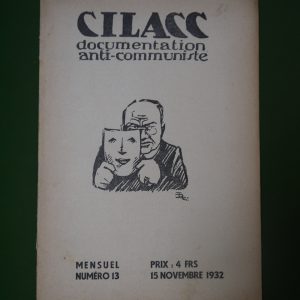 CILACC
documentation
anti-communiste
MENSUEL
NUMÉRO 13
PRIX : 4 FRS
15 NOVEMBRE 1932